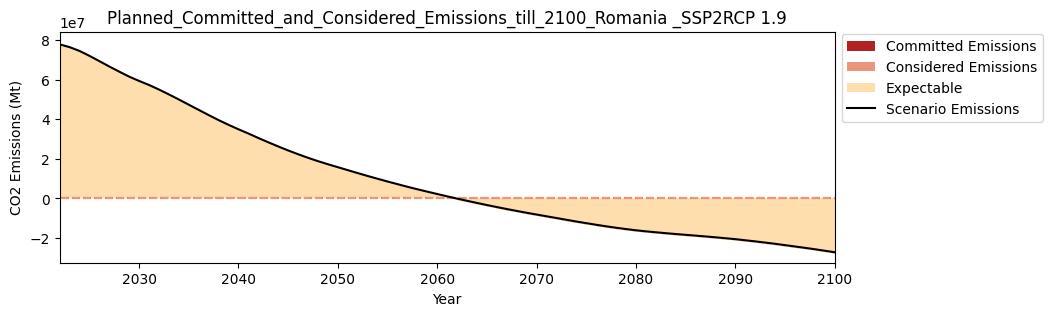 Planned_Committed_and_Considered_Emissions_till_2100_Romania _SSP2RCP 1.9
1e7
8
6
4
2
0
−2
CO2 Emissions (Mt)
2030 2040 2050 2060 2070 2080 2090 2100
Year
Committed Emissions
Considered Emissions
Expectable
Scenario Emissions